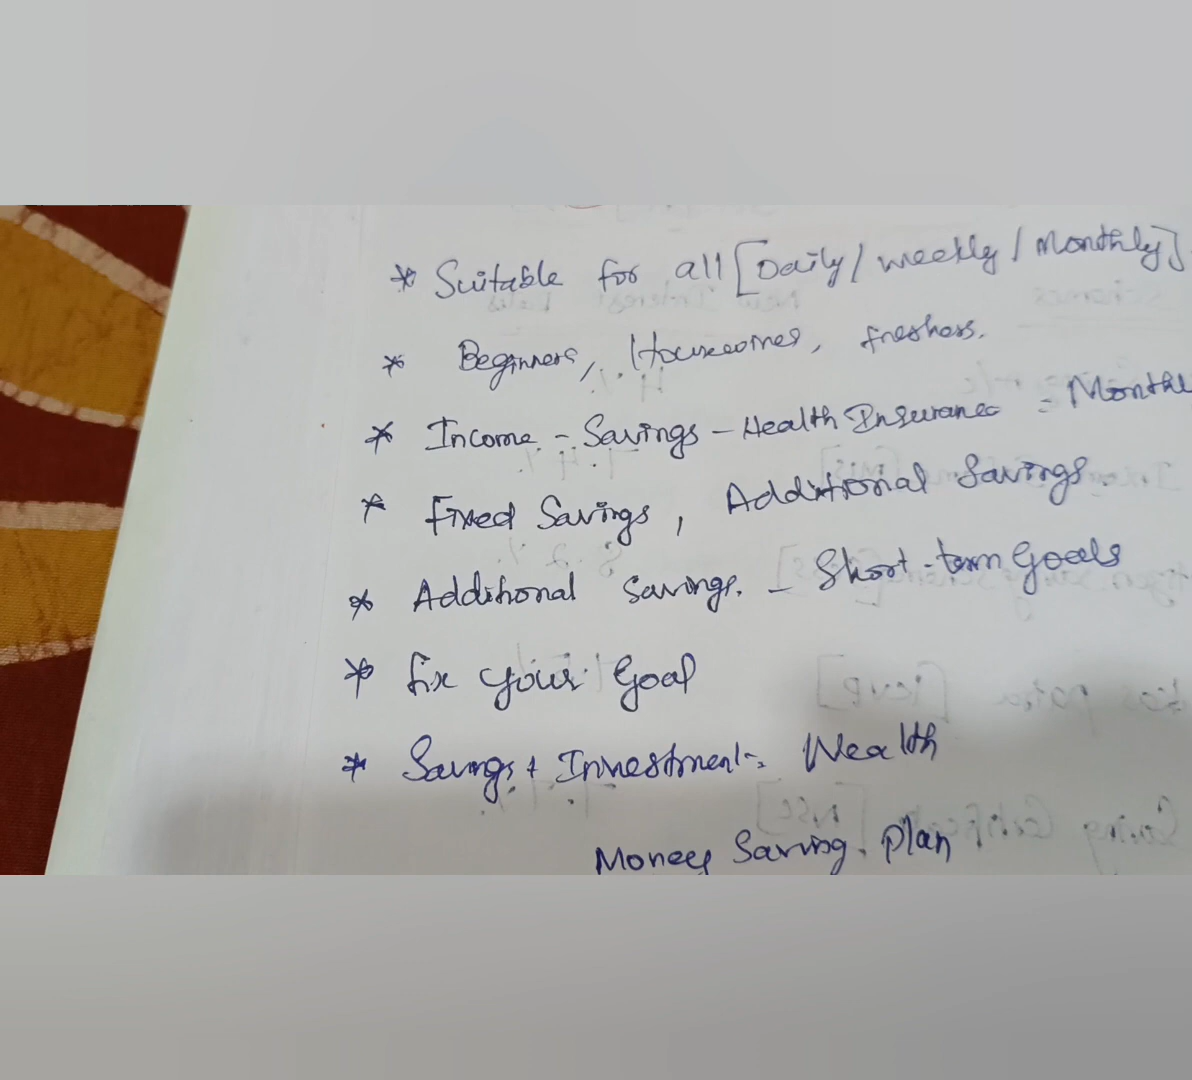 * Suitable for all [Daily/weekly/Monthly]
* Beginners, Housewives, freshers.
* Income - Savings - Health Insurance = Monthl
* Fixed Savings, Additional Savings.
* Additional Savings. - Short-term Goals
* fix your Goal
* Savings + Investment = Wealth
Money Saving Plan